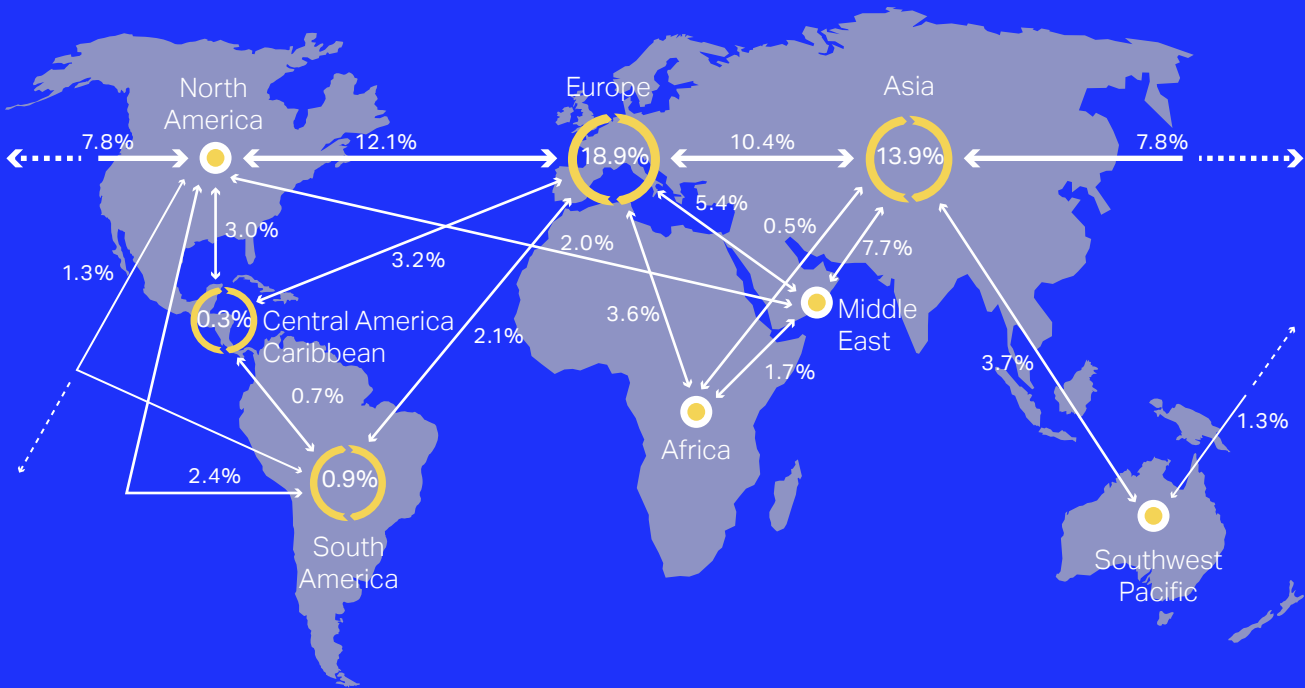 North
America
Europe
Asia
7.8%
12.1%
18.9%
10.4%
13.9%
7.8%
5.4%
0.5%
3.0%
2.0%
7.7%
3.2%
1.3%
0.3%
Central America
Caribbean
3.6%
Middle
East
2.1%
3.7%
1.7%
0.7%
1.3%
Africa
2.4%
0.9%
South
America
Southwest
Pacific